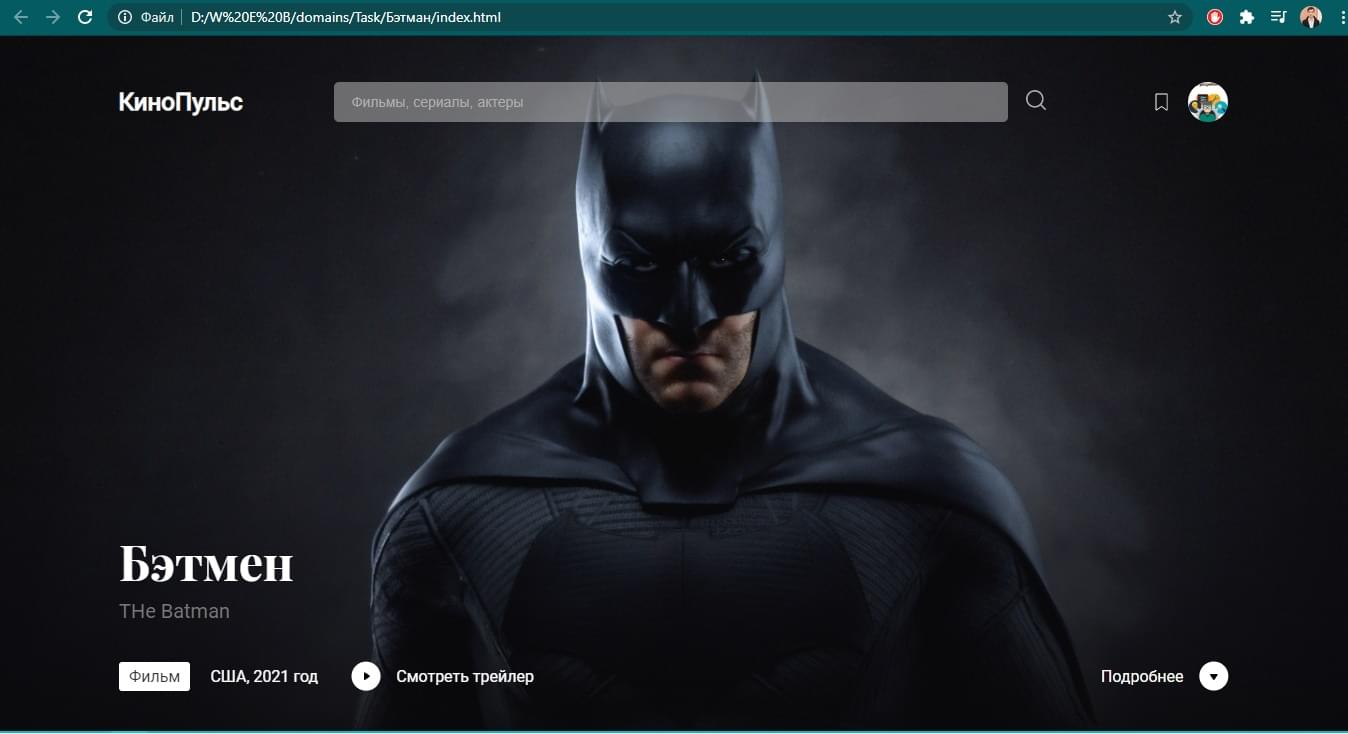 Файл D:/W%20E%20B/domains/Task/Бэтман/index.html
КиноПульс
Фильмы, сериалы, актеры
Бэтмен
THe Batman
Фильм США, 2021 год Смотреть трейлер Подробнее